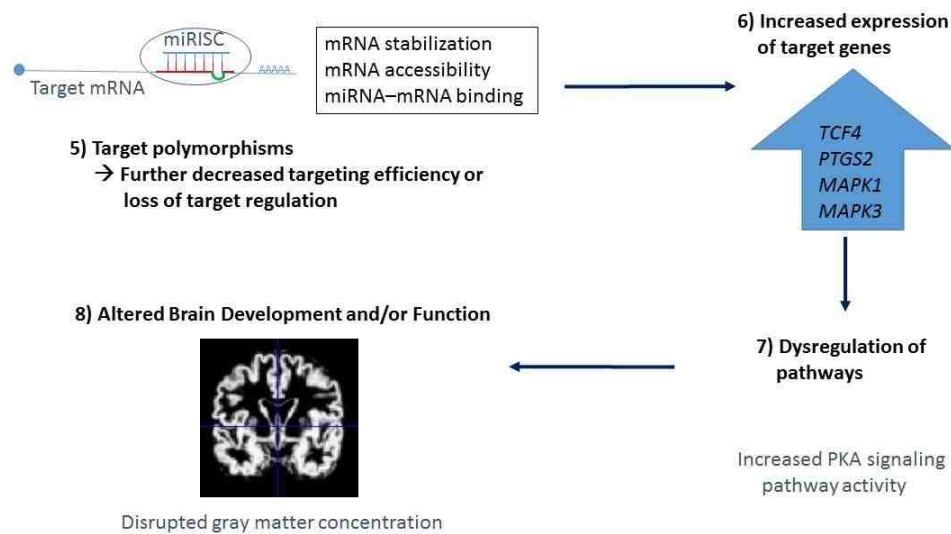 miRISC
AAAAA
Target mRNA
mRNA stabilization
mRNA accessibility
miRNA–mRNA binding
5) Target polymorphisms
→ Further decreased targeting efficiency or
loss of target regulation
6) Increased expression
of target genes
TCF4
PTGS2
MAPK1
MAPK3
7) Dysregulation of
pathways
Increased PKA signaling
pathway activity
8) Altered Brain Development and/or Function
Disrupted gray matter concentration